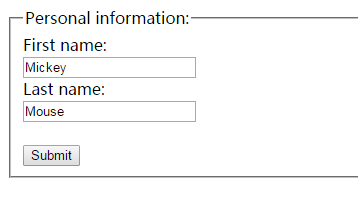 Personal information:
First name:
Mickey
Last name:
Mouse
Submit